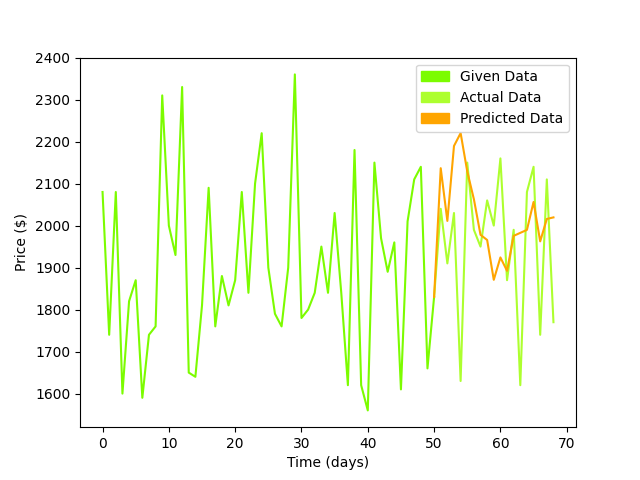 2400
2300
2200
2100
2000
1900
1800
1700
1600
Price ($)
0 10 20 30 40 50 60 70
Time (days)
Given Data
Actual Data
Predicted Data